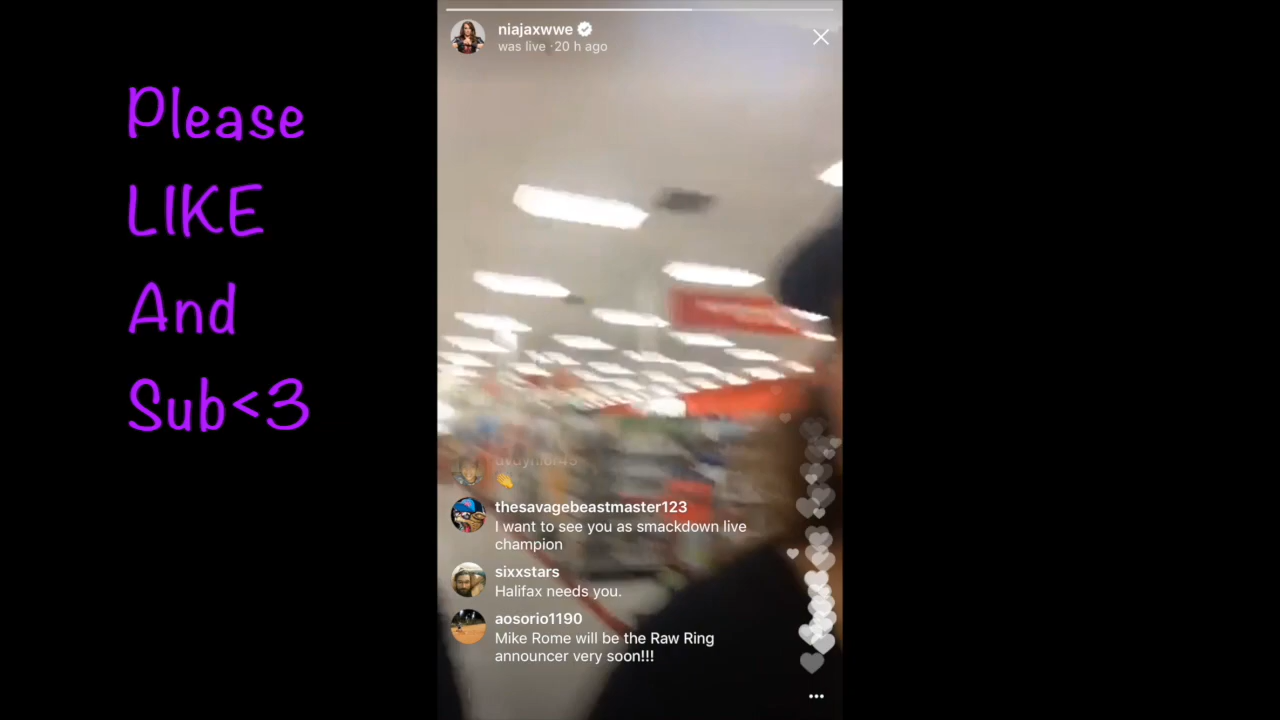 Please
LIKE
And
Sub<3
niajaxwwe
was live · 20 h ago
thesavagebeastmaster123
I want to see you as smackdown live
champion
sixxstars
Halifax needs you.
aosorio1190
Mike Rome will be the Raw Ring
announcer very soon!!!